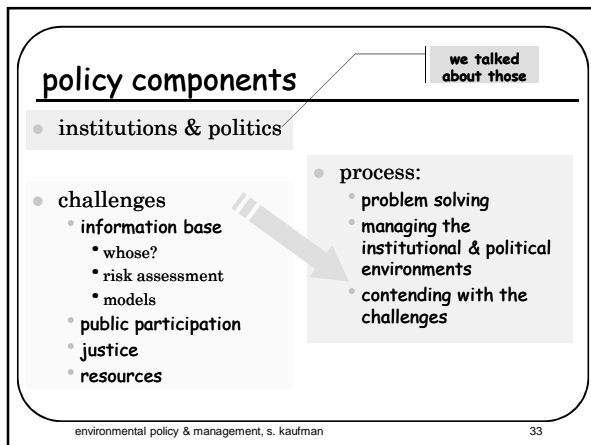 we talked
about those
policy components
institutions & politics
challenges
information base
whose?
risk assessment
models
public participation
justice
resources
process:
problem solving
managing the
institutional & political
environments
contending with the
challenges
environmental policy & management, s. kaufman
33